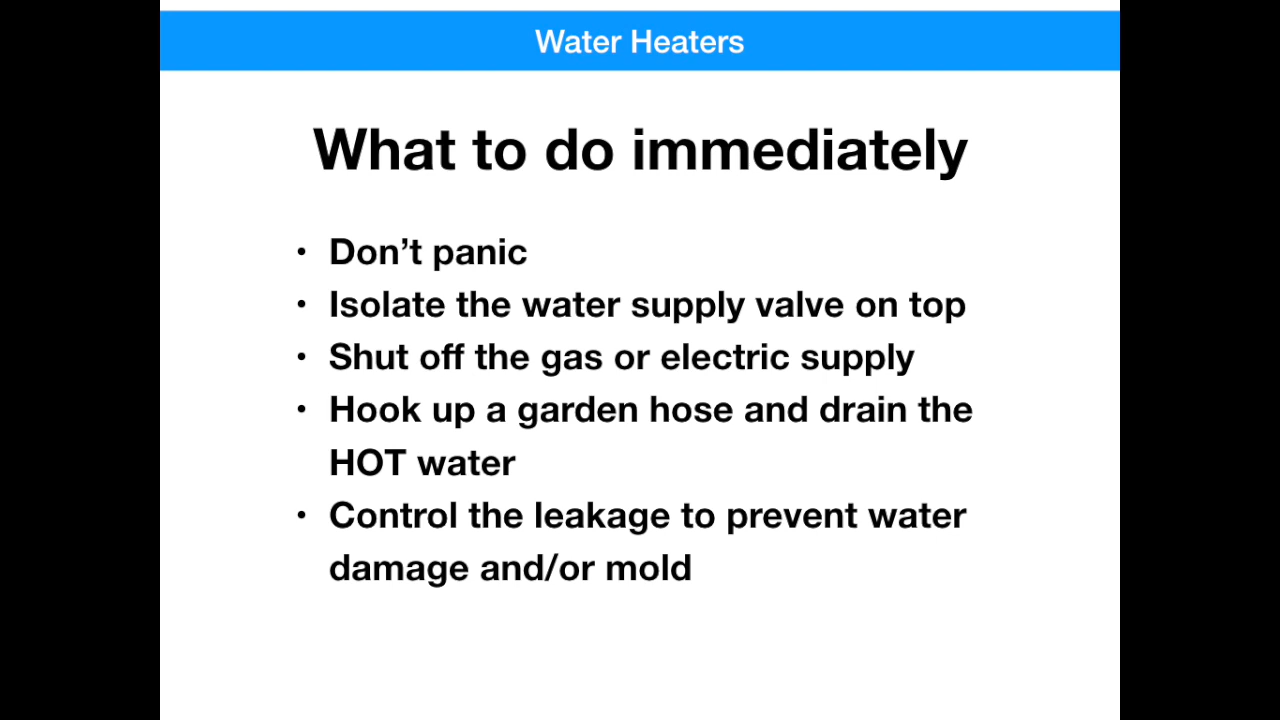 Water Heaters
What to do immediately
• Don’t panic
• Isolate the water supply valve on top
• Shut off the gas or electric supply
• Hook up a garden hose and drain the
HOT water
• Control the leakage to prevent water
damage and/or mold